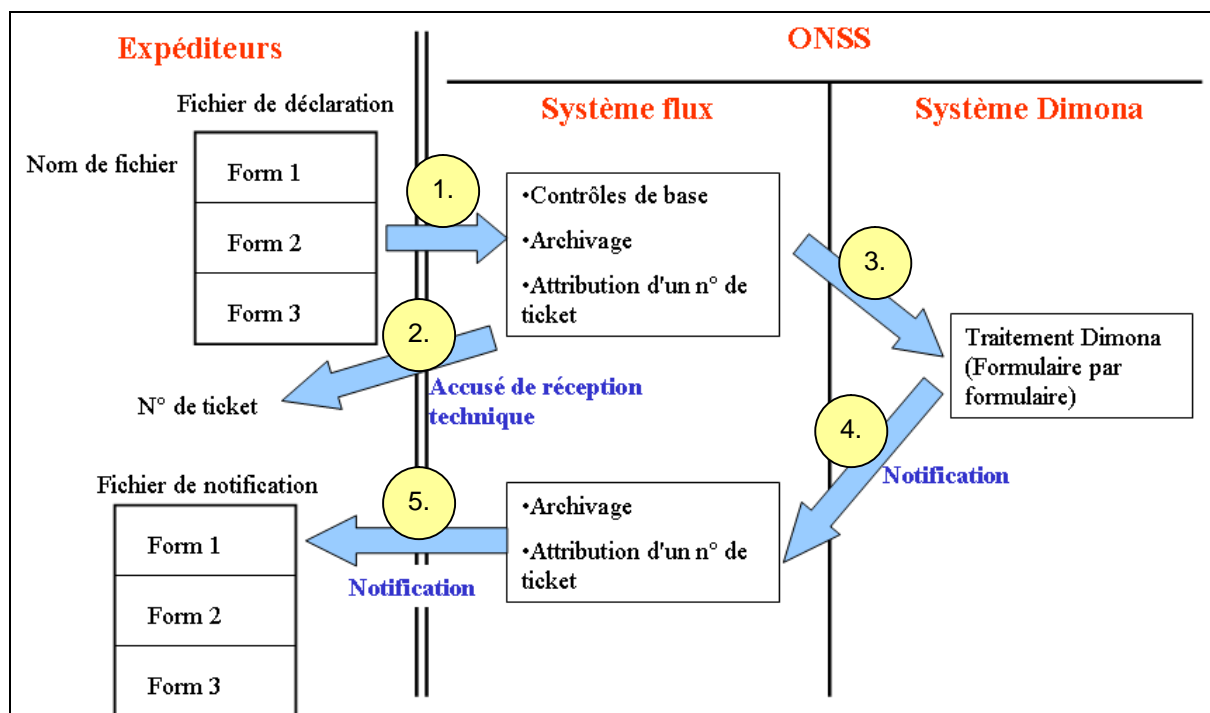 Expéditeurs
ONSS
Système flux
Système Dimona
Fichier de déclaration
Nom de fichier
Form 1
Form 2
Form 3
1.
•Contrôles de base
•Archivage
•Attribution d'un n° de
ticket
2.
Accusé de réception
technique
N° de ticket
3.
Traitement Dimona
(Formulaire par
formulaire)
4.
Notification
•Archivage
•Attribution d'un n° de
ticket
5.
Notification
Fichier de notification
Form 1
Form 2
Form 3